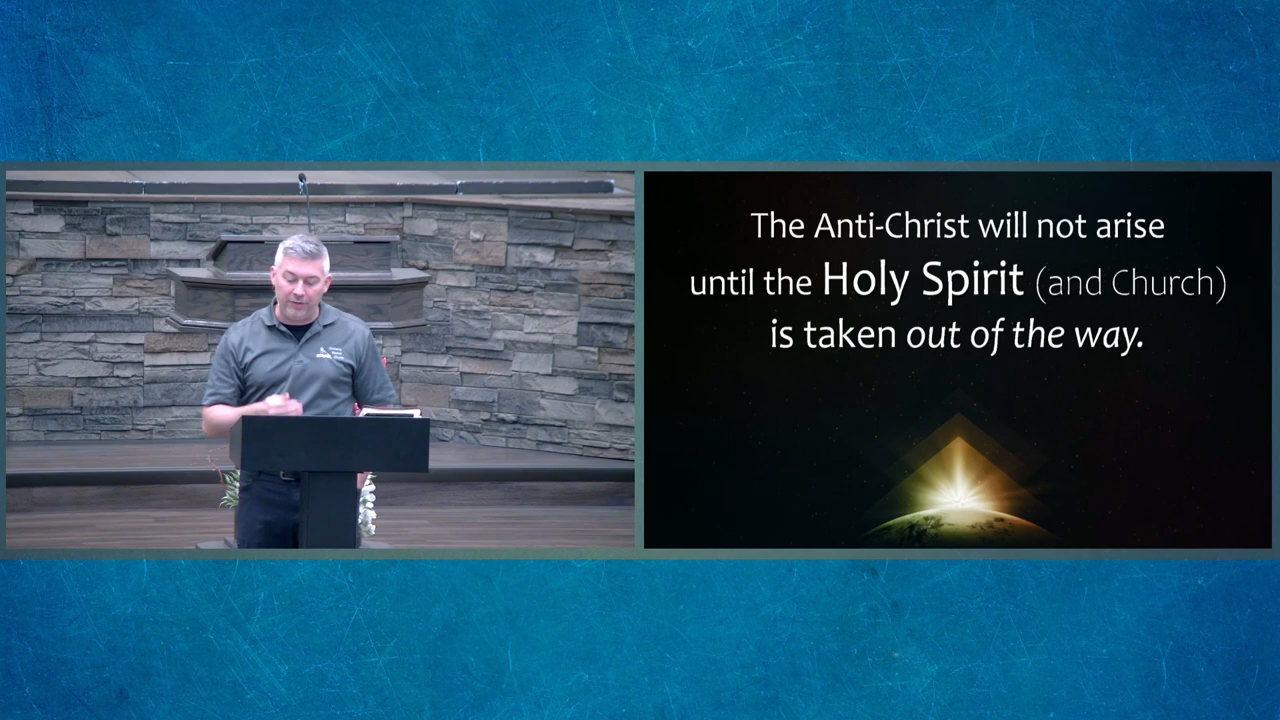 The Anti-Christ will not arise
until the Holy Spirit (and Church)
is taken out of the way.